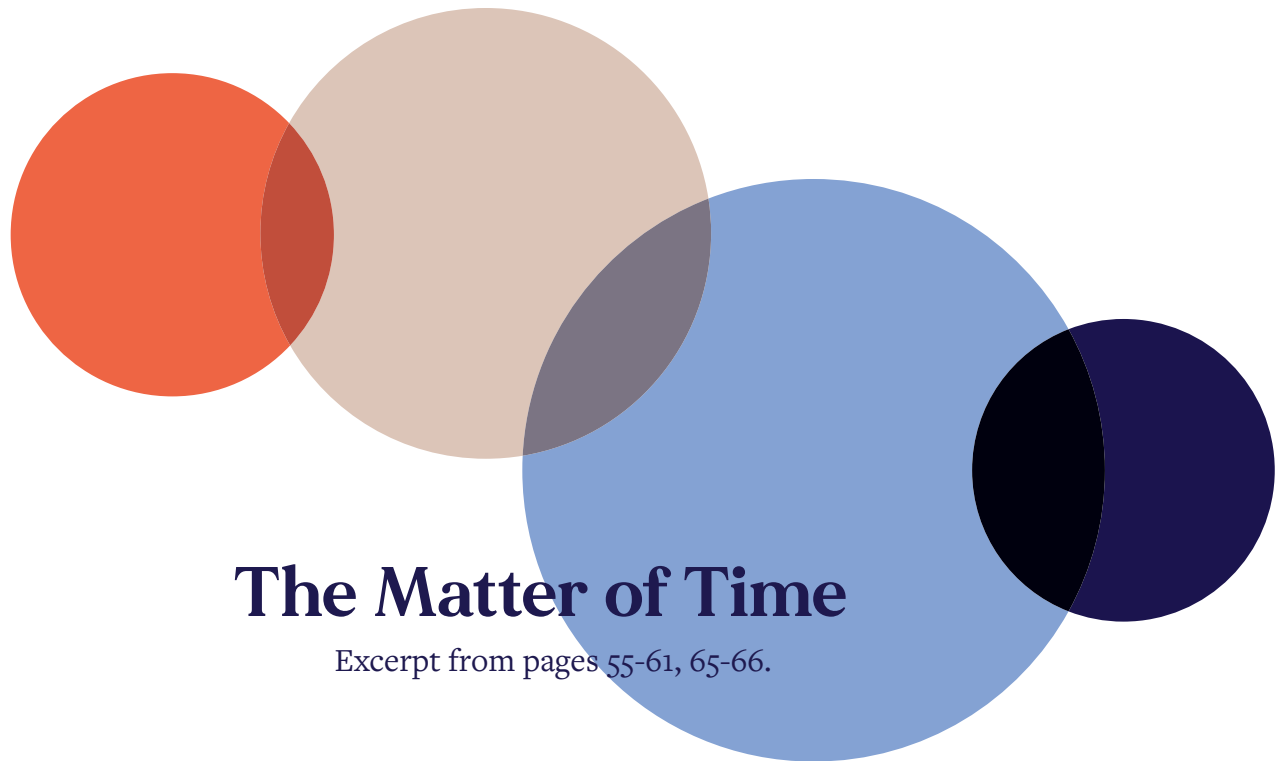 The Matter of Time
Excerpt from pages 55-61, 65-66.